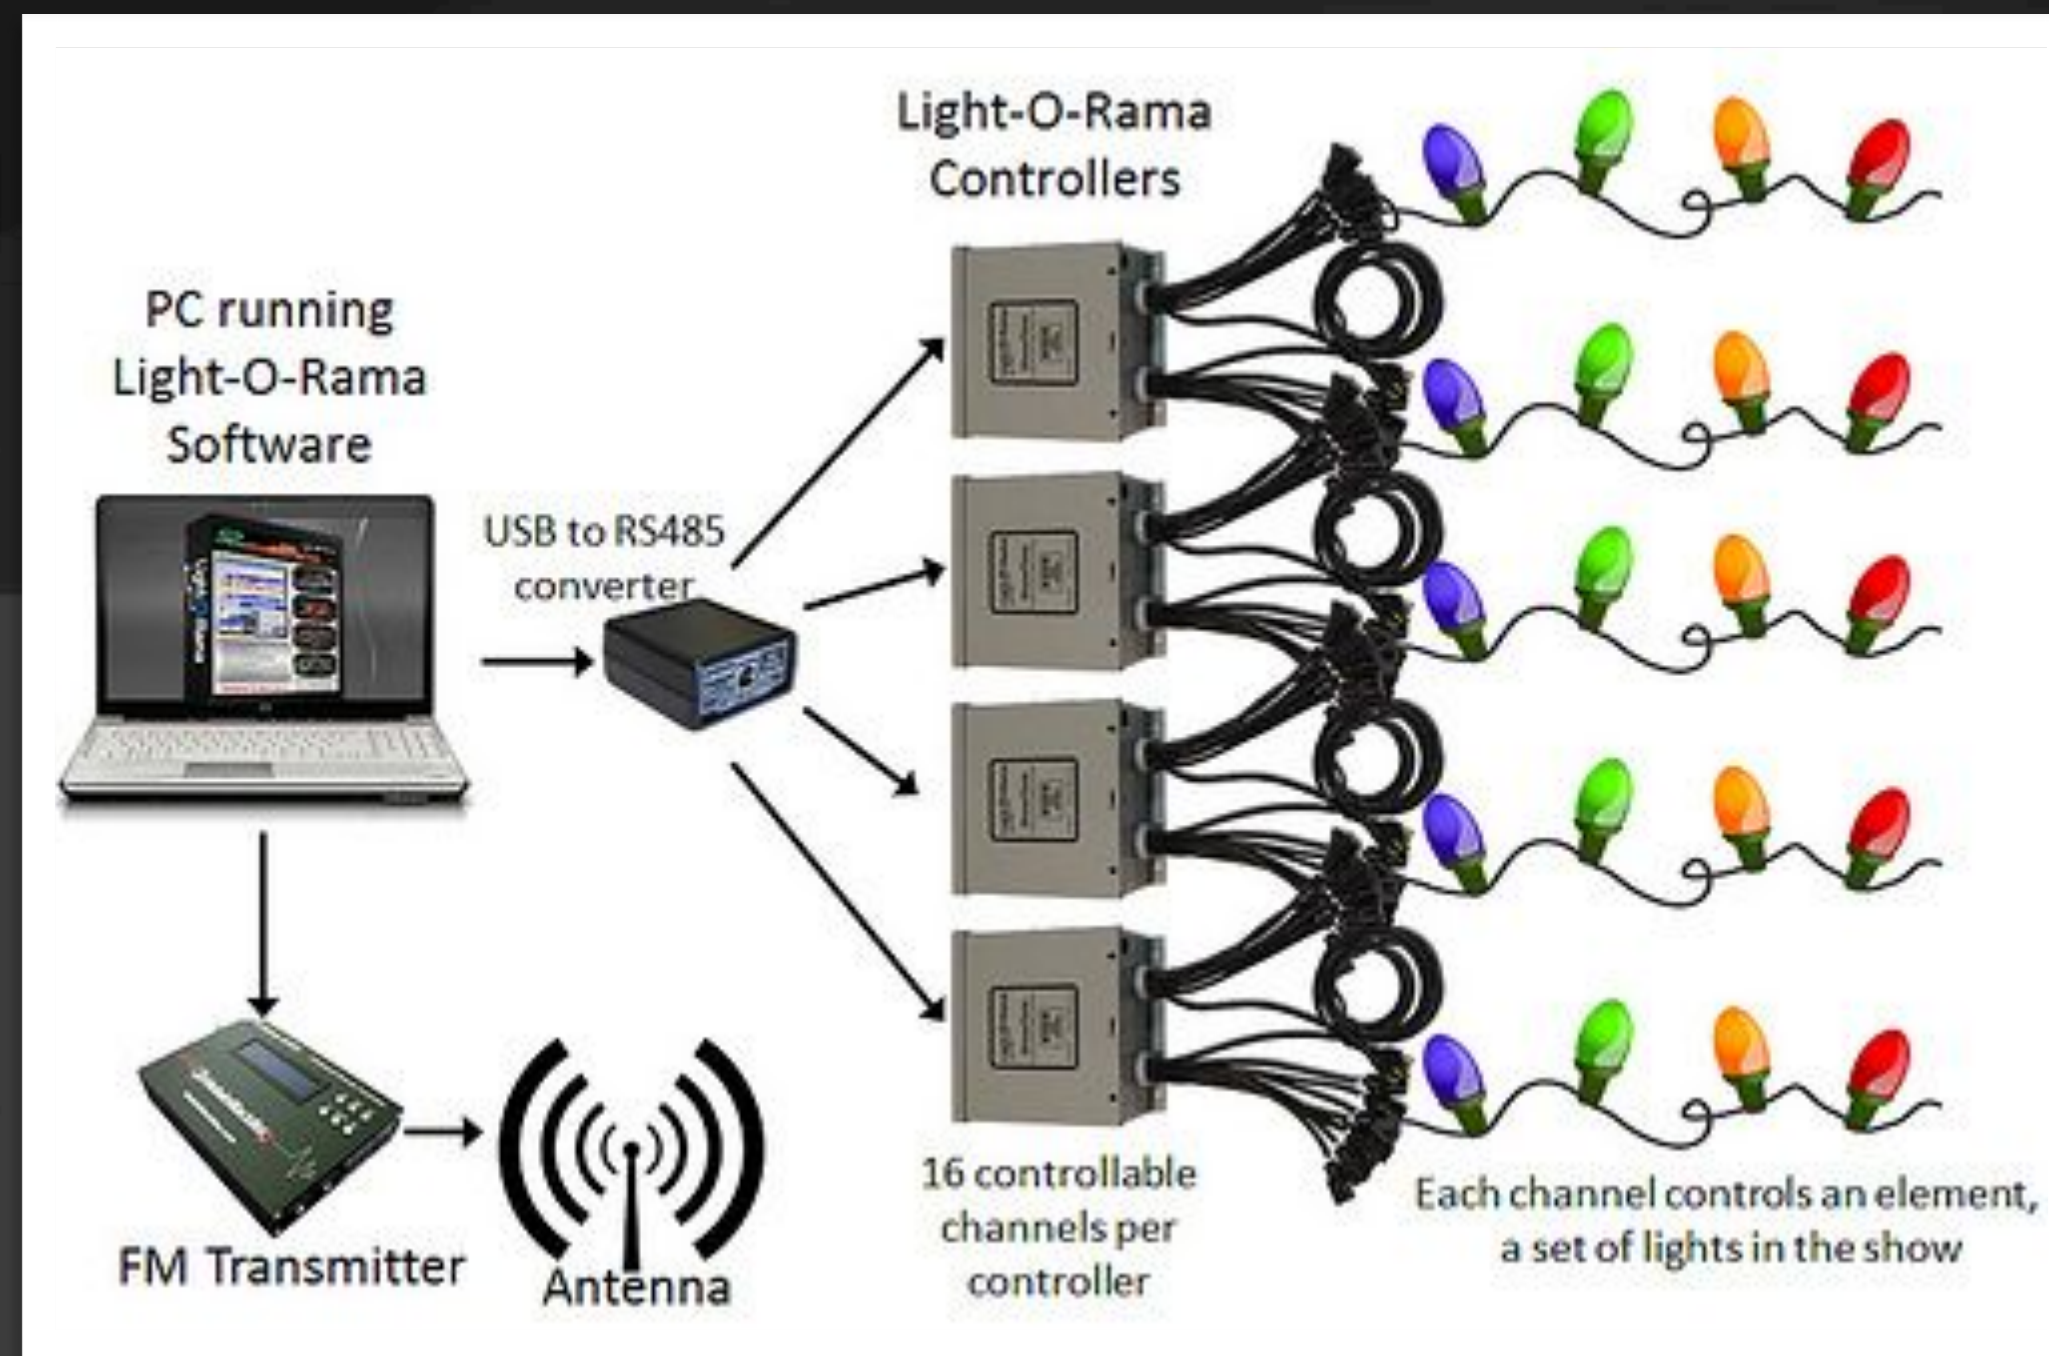 Light-O-Rama
Controllers
PC running
Light-O-Rama
Software
USB to RS485
converter
FM Transmitter
Antenna
16 controllable
channels per
controller
Each channel controls an element,
a set of lights in the show